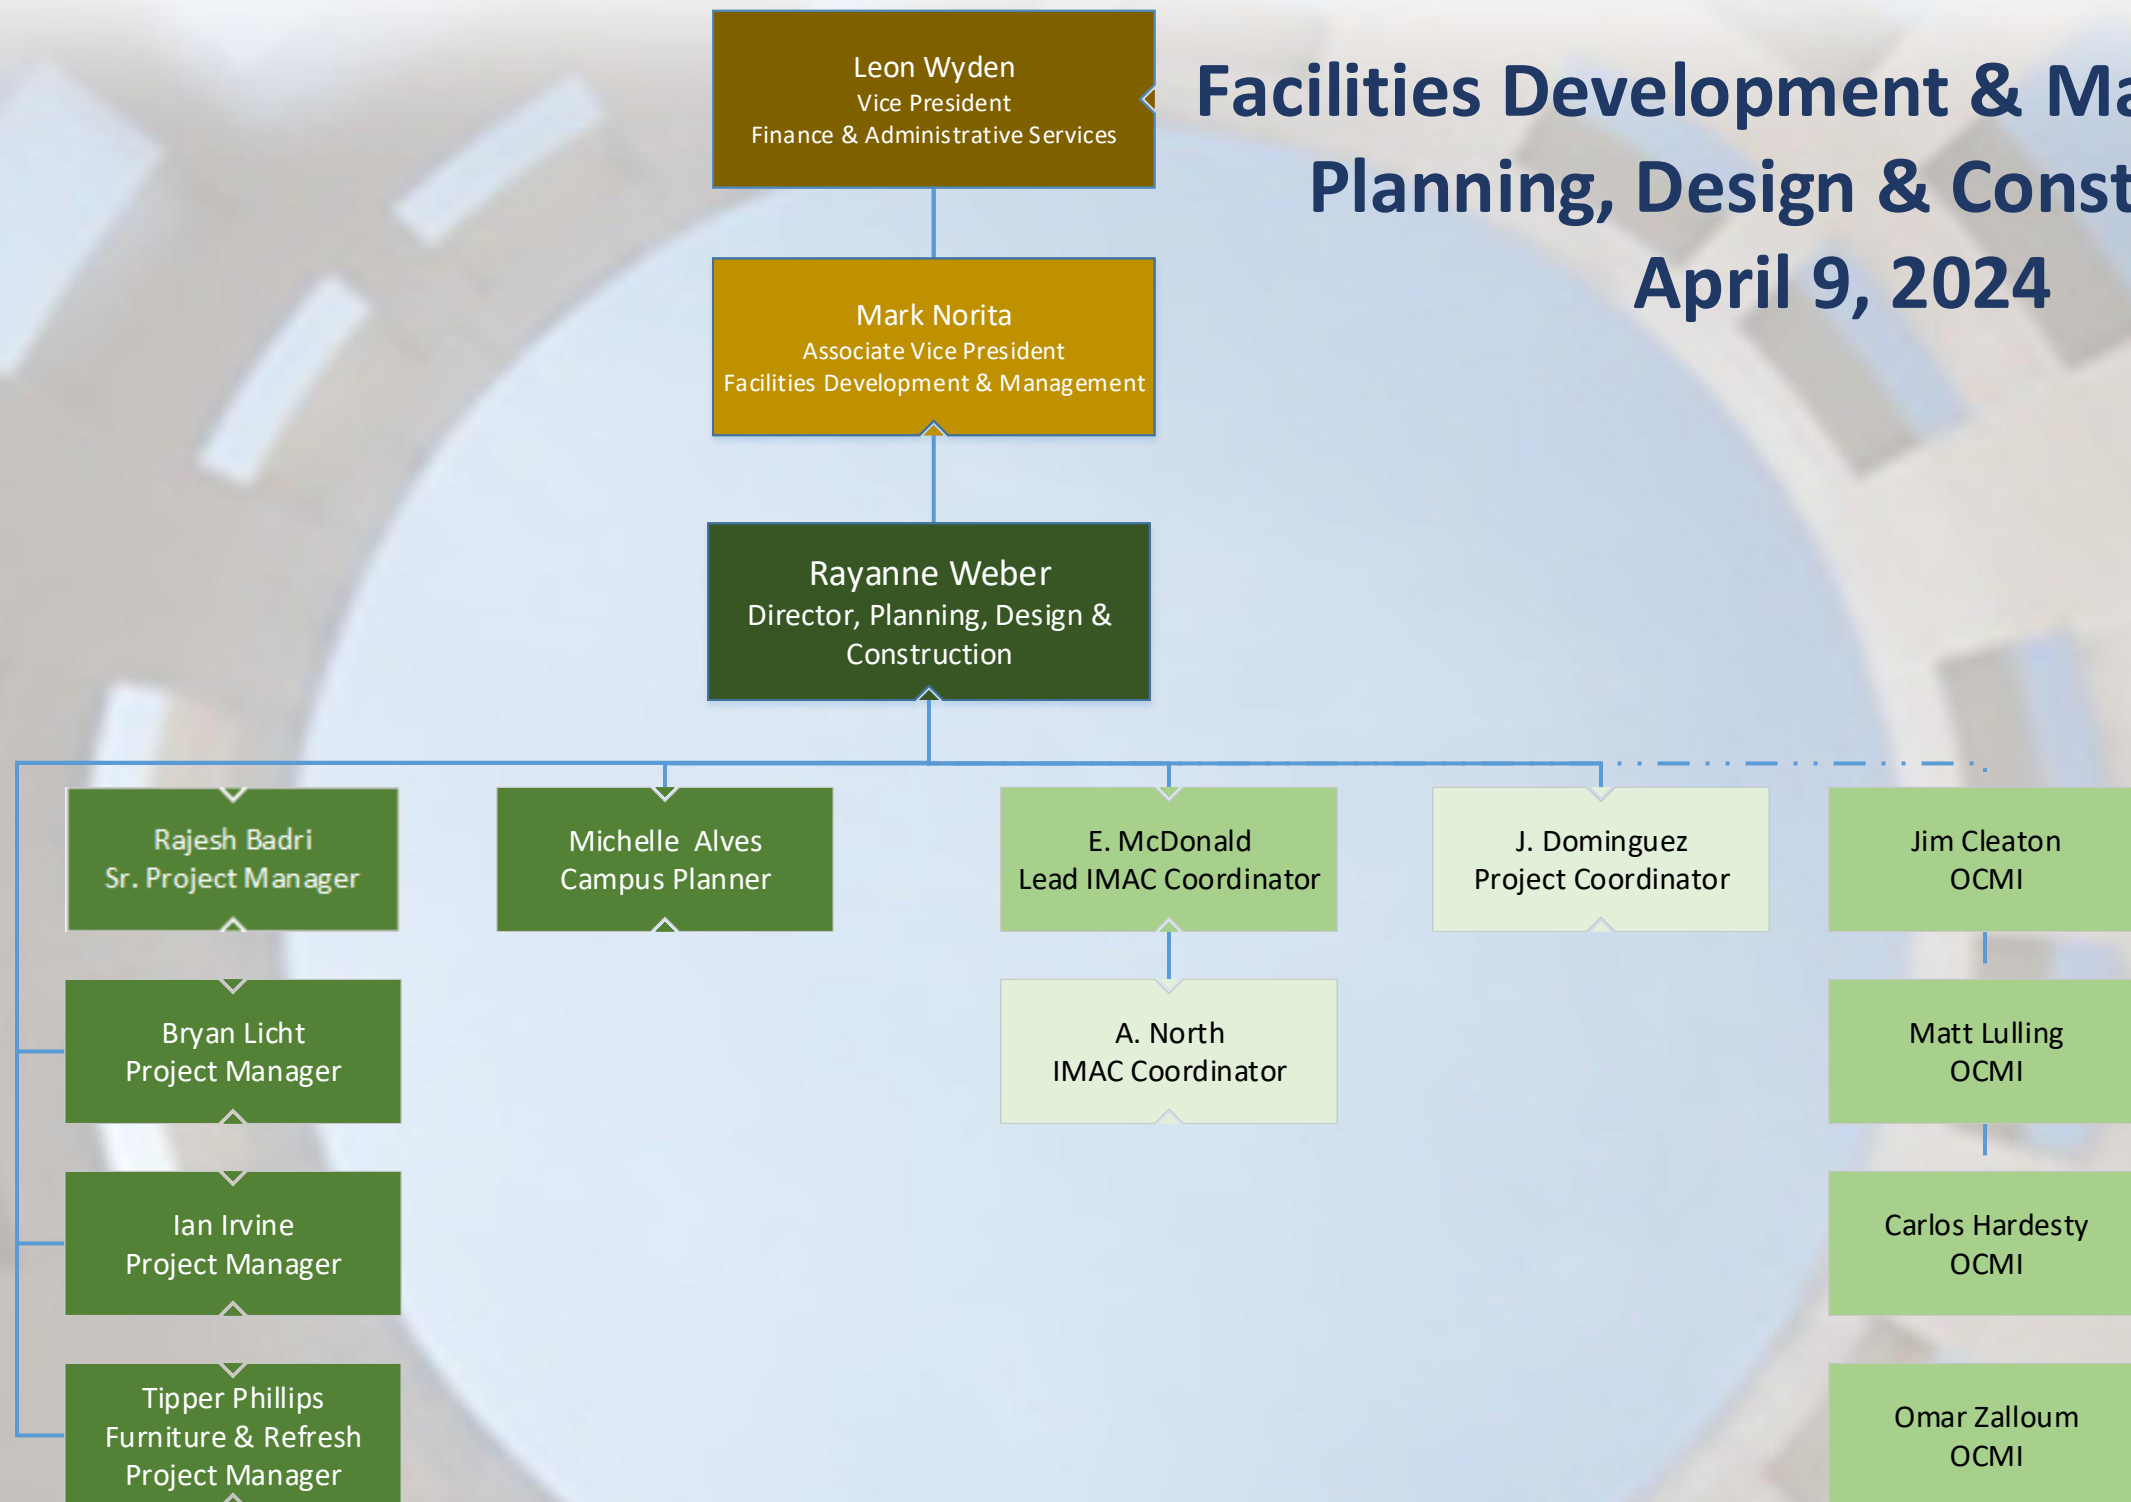 Leon Wyden
Vice President
Finance & Administrative Services
Facilities Development & Ma
Planning, Design & Const
April 9, 2024
Mark Norita
Associate Vice President
Facilities Development & Management
Rayanne Weber
Director, Planning, Design &
Construction
Rajesh Badri
Sr. Project Manager
Michelle Alves
Campus Planner
E. McDonald
Lead IMAC Coordinator
J. Dominguez
Project Coordinator
Jim Cleaton
OCMI
Bryan Licht
Project Manager
A. North
IMAC Coordinator
Matt Lulling
OCMI
Ian Irvine
Project Manager
Carlos Hardesty
OCMI
Tipper Phillips
Furniture & Refresh
Project Manager
Omar Zalloum
OCMI